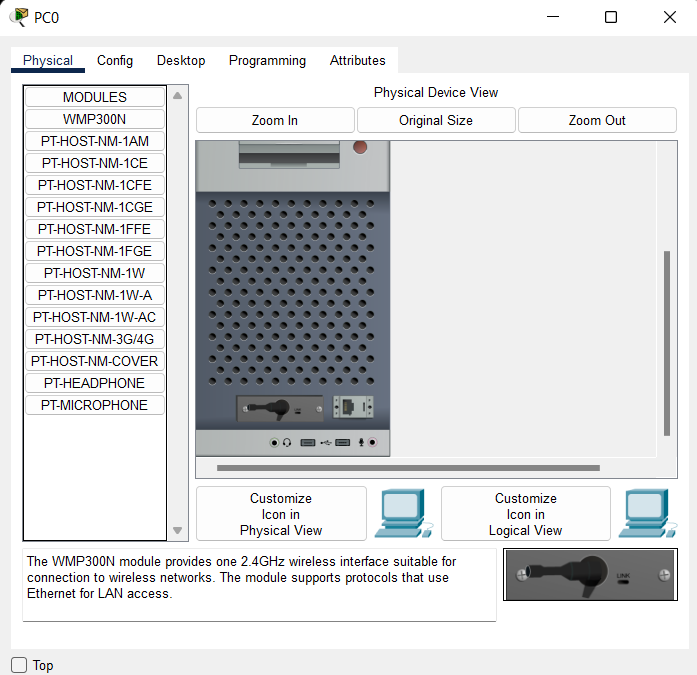 PC0
Physical Config Desktop Programming Attributes
MODULES
WMP300N
PT-HOST-NM-1AM
PT-HOST-NM-1CE
PT-HOST-NM-1CFE
PT-HOST-NM-1CGE
PT-HOST-NM-1FFE
PT-HOST-NM-1FGE
PT-HOST-NM-1W
PT-HOST-NM-1W-A
PT-HOST-NM-1W-AC
PT-HOST-NM-3G/4G
PT-HOST-NM-COVER
PT-HEADPHONE
PT-MICROPHONE
Physical Device View
Zoom In
Original Size
Zoom Out
Customize
Icon in
Physical View
Customize
Icon in
Logical View
The WMP300N module provides one 2.4GHz wireless interface suitable for
connection to wireless networks. The module supports protocols that use
Ethernet for LAN access.
LINK
Top